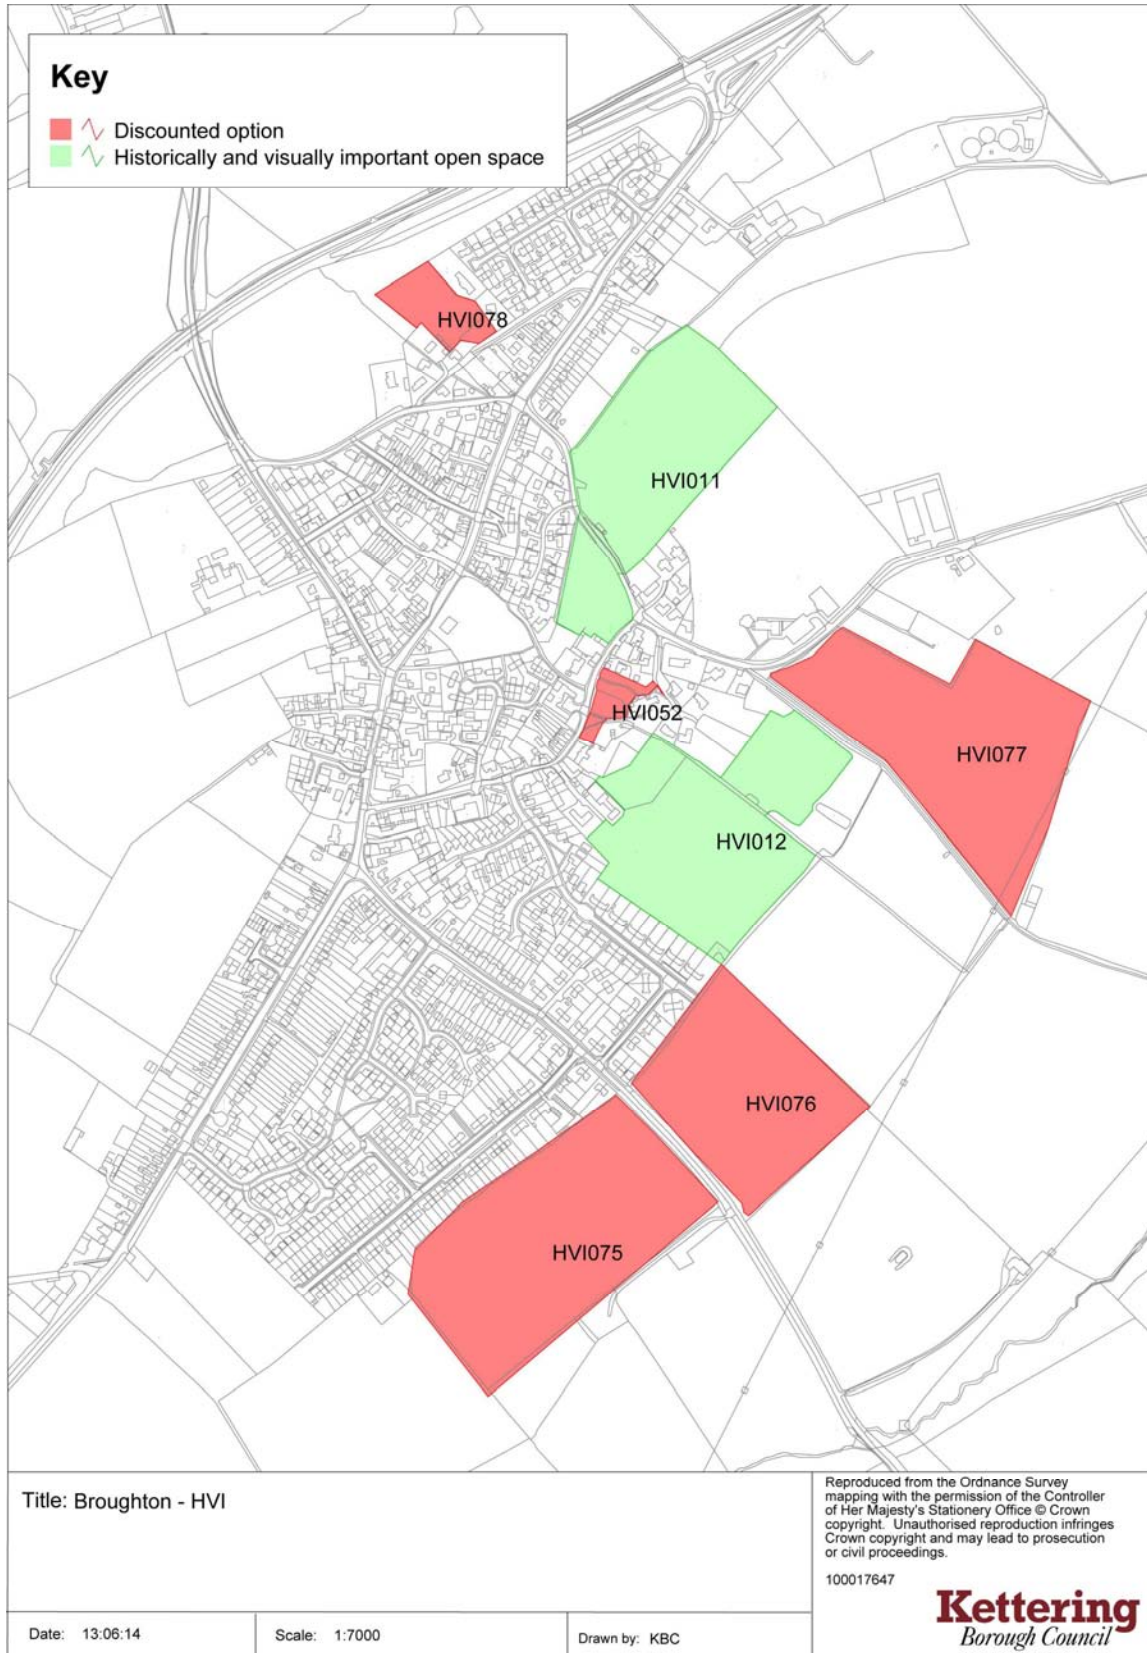 Key
Discounted option
Historically and visually important open space
HVI078
HVI011
HVI052
HVI077
HVI012
HVI076
HVI075
Title: Broughton - HVI
Reproduced from the Ordnance Survey
mapping with the permission of the Controller
of Her Majesty's Stationery Office © Crown
copyright. Unauthorised reproduction infringes
Crown copyright and may lead to prosecution
or civil proceedings.
100017647
Kettering
Borough Council
Date: 13:06:14
Scale: 1:7000
Drawn by: KBC